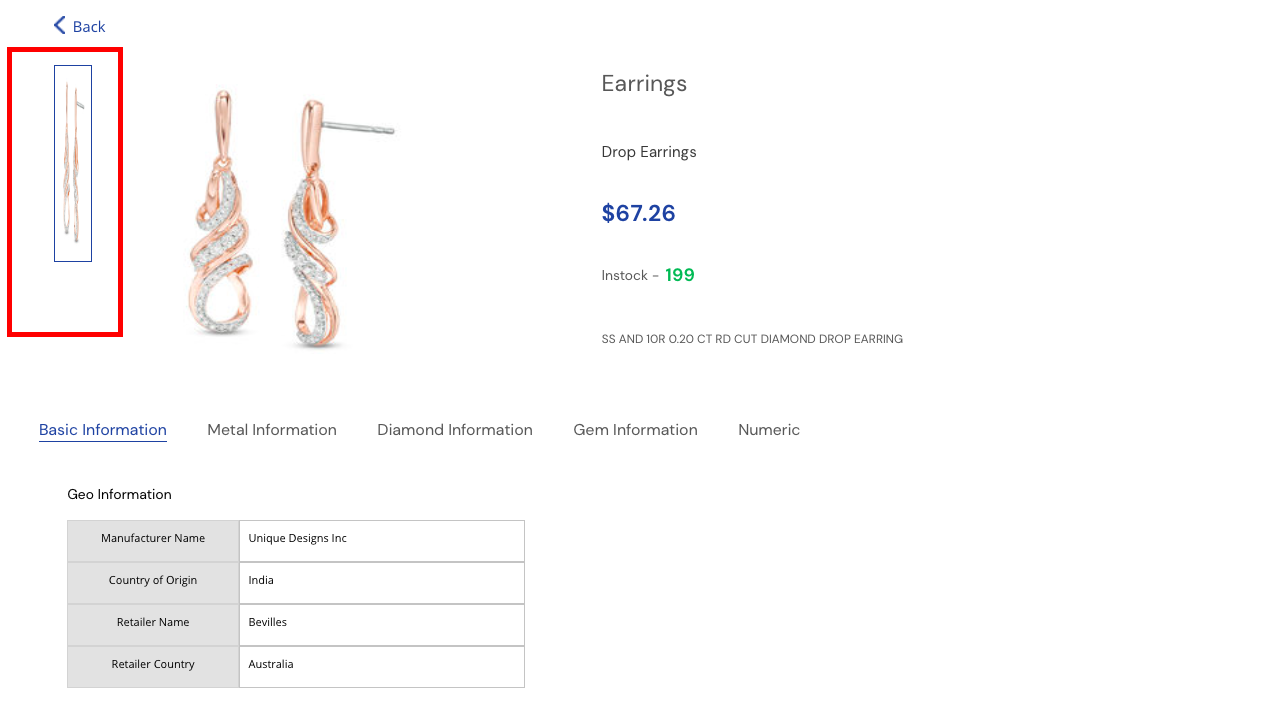 Back
Earrings
Drop Earrings
$67.26
Instock - 199
SS AND 10R 0.20 CT RD CUT DIAMOND DROP EARRING
Basic Information Metal Information Diamond Information Gem Information Numeric
Geo Information
Manufacturer Name Unique Designs Inc
Country of Origin India
Retailer Name Bevilles
Retailer Country Australia